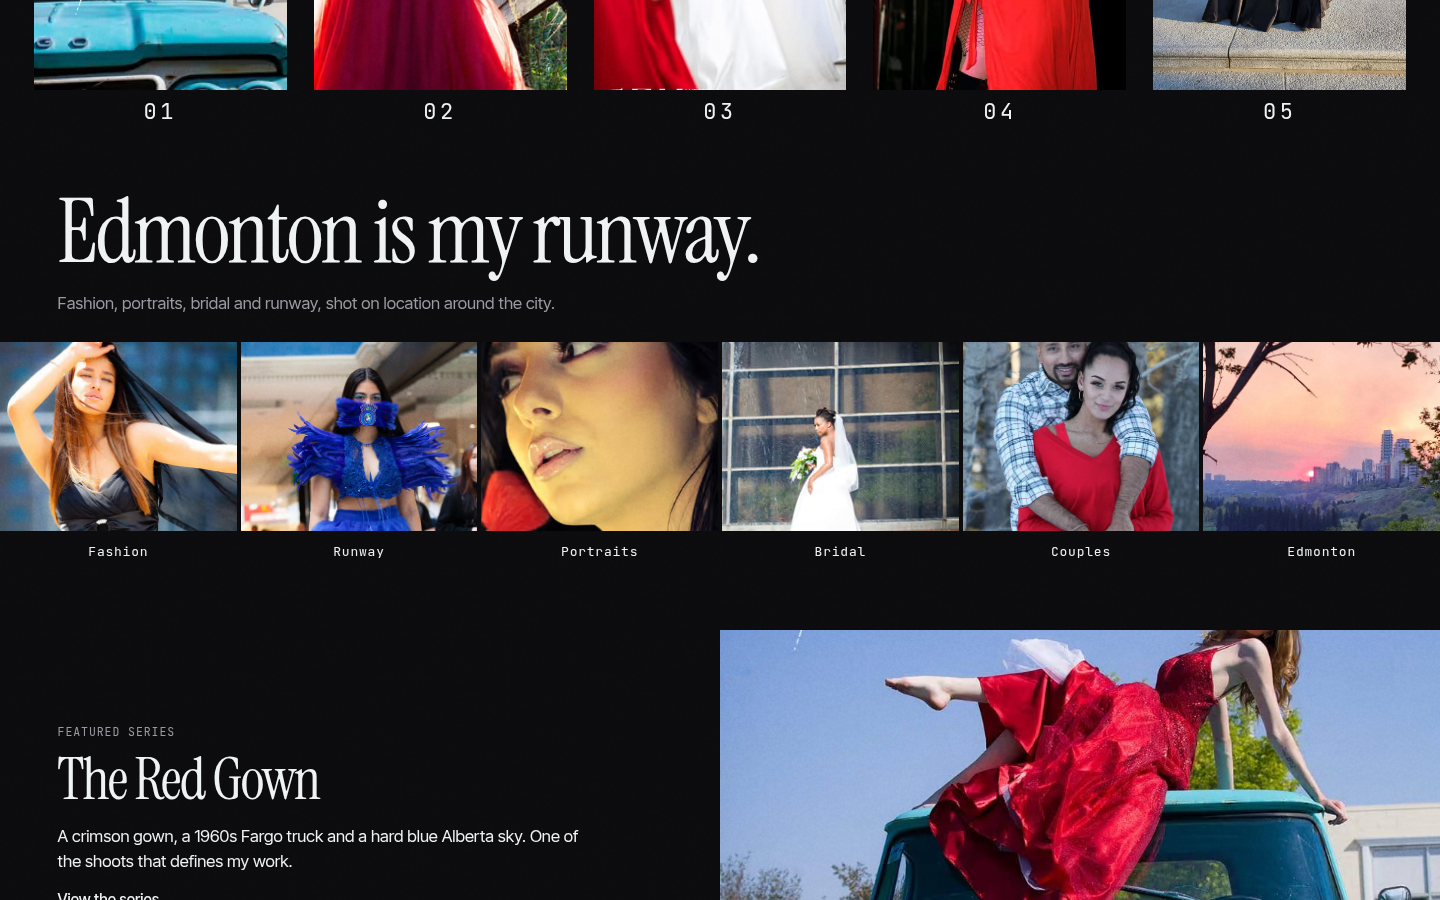 01
02
03
04
05
Edmonton is my runway.
Fashion, portraits, bridal and runway, shot on location around the city.
Fashion
Runway
Portraits
Bridal
Couples
Edmonton
FEATURED SERIES
The Red Gown
A crimson gown, a 1960s Fargo truck and a hard blue Alberta sky. One of
the shoots that defines my work.
View the series